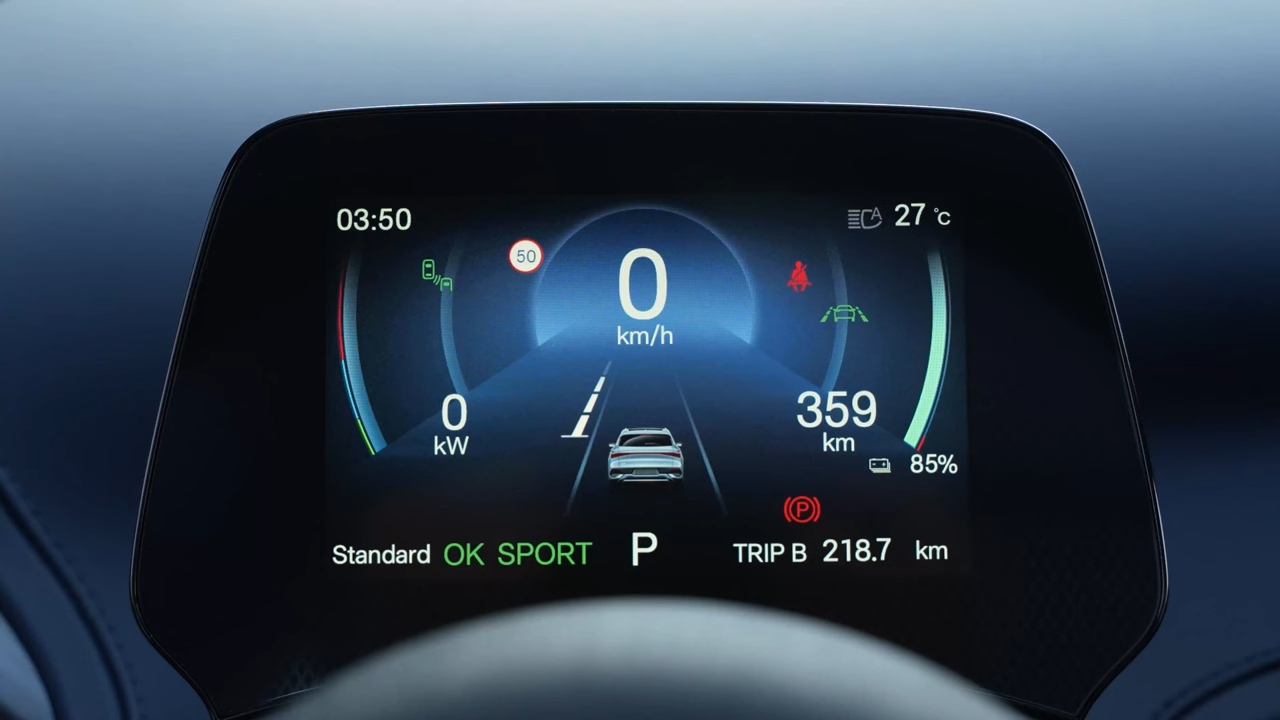 03:50
27 °C
A
50
0
km/h
0
kW
359
km
85%
P
Standard OK SPORT P TRIP B 218.7 km